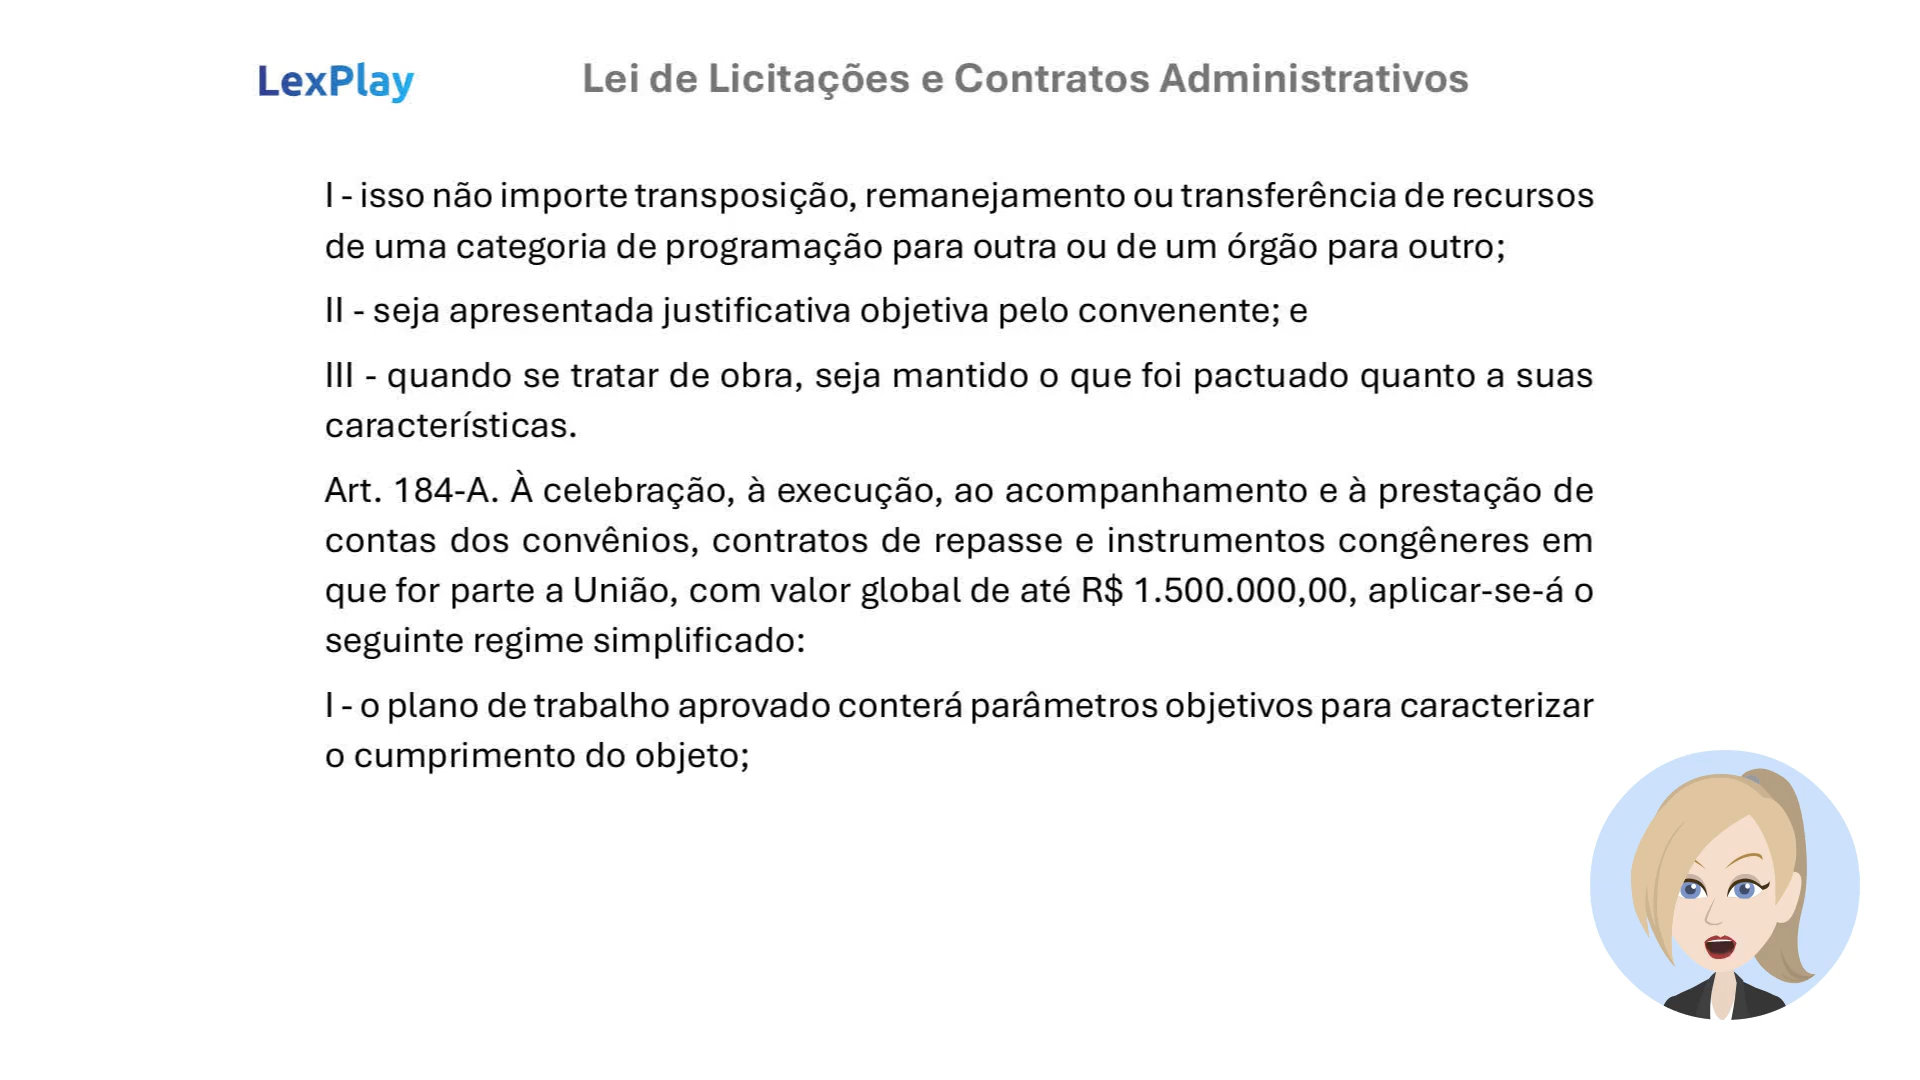 LexPlay
Lei de Licitações e Contratos Administrativos
I - isso não importe transposição, remanejamento ou transferência de recursos
de uma categoria de programação para outra ou de um órgão para outro;
II - seja apresentada justificativa objetiva pelo convenente; e
III - quando se tratar de obra, seja mantido o que foi pactuado quanto a suas
características.
Art. 184-A. À celebração, à execução, ao acompanhamento e à prestação de
contas dos convênios, contratos de repasse e instrumentos congêneres em
que for parte a União, com valor global de até R$ 1.500.000,00, aplicar-se-á o
seguinte regime simplificado:
I - o plano de trabalho aprovado conterá parâmetros objetivos para caracterizar
o cumprimento do objeto;